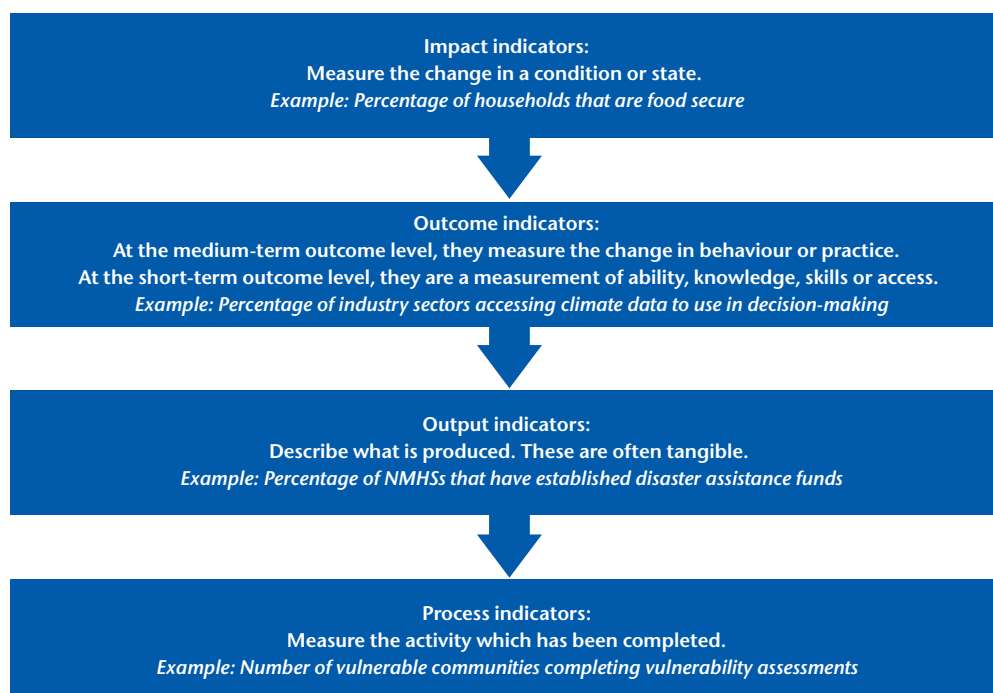 Impact indicators:
Measure the change in a condition or state.
Example: Percentage of households that are food secure
Outcome indicators:
At the medium-term outcome level, they measure the change in behaviour or practice.
At the short-term outcome level, they are a measurement of ability, knowledge, skills or access.
Example: Percentage of industry sectors accessing climate data to use in decision-making
Output indicators:
Describe what is produced. These are often tangible.
Example: Percentage of NMHSs that have established disaster assistance funds
Process indicators:
Measure the activity which has been completed.
Example: Number of vulnerable communities completing vulnerability assessments